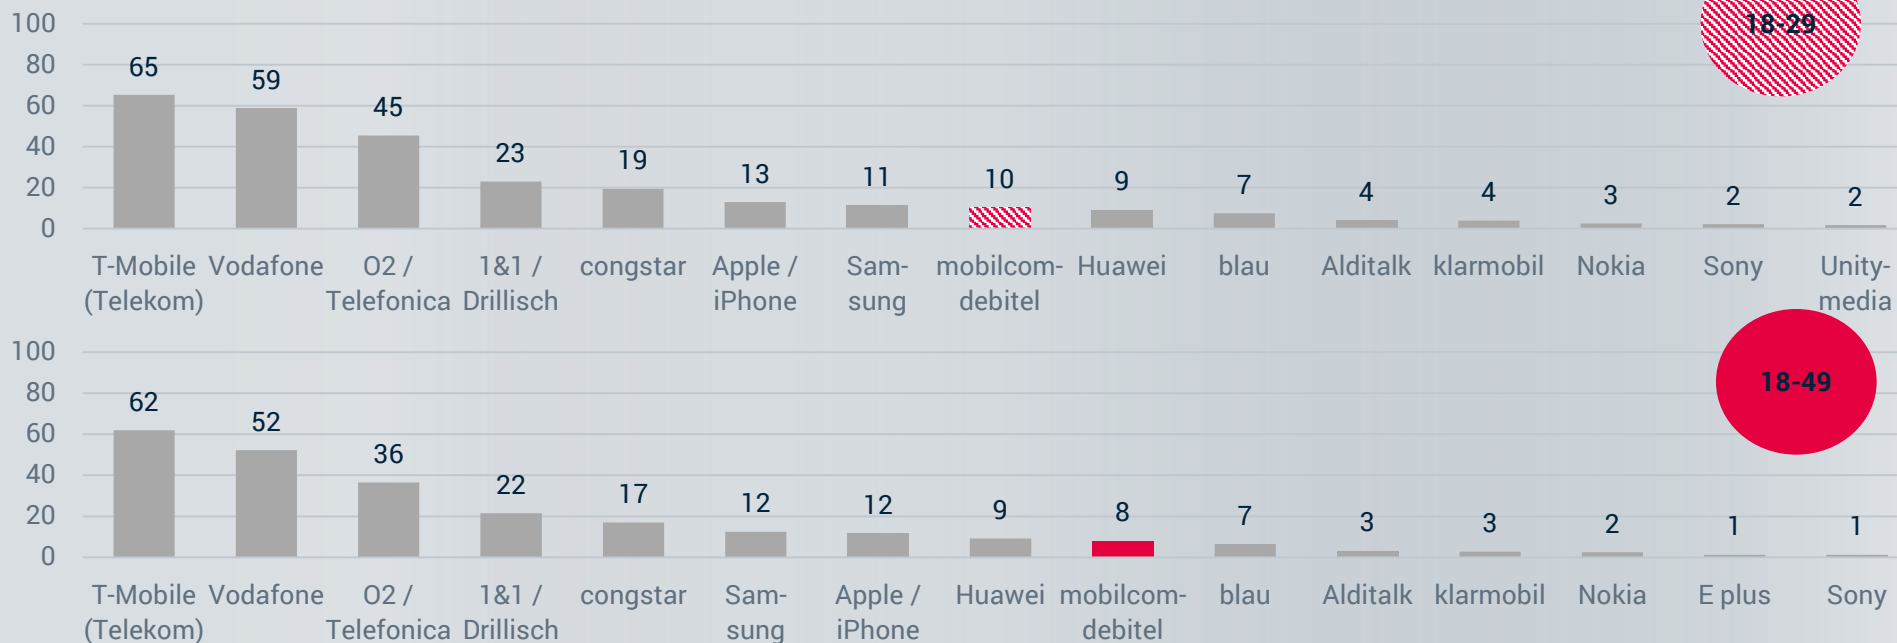 100
80
60
40
20
0
18-29
65 59 45 23 19 13 11 10 9 7 4 4 3 2 2
T-Mobile Vodafone O2 / 1&1 / congstar Apple / Sam- mobilcom- Huawei blau Alditalk klarmobil Nokia Sony Unity-
(Telekom) Telefonica Drillisch iPhone sung debitel media
100
80
60
40
20
0
18-49
62 52 36 22 17 12 12 9 8 7 3 3 2 1 1
T-Mobile Vodafone O2 / 1&1 / congstar Sam- Apple / Huawei mobilcom- blau Alditalk klarmobil Nokia E plus Sony
(Telekom) Telefonica Drillisch sung iPhone debitel